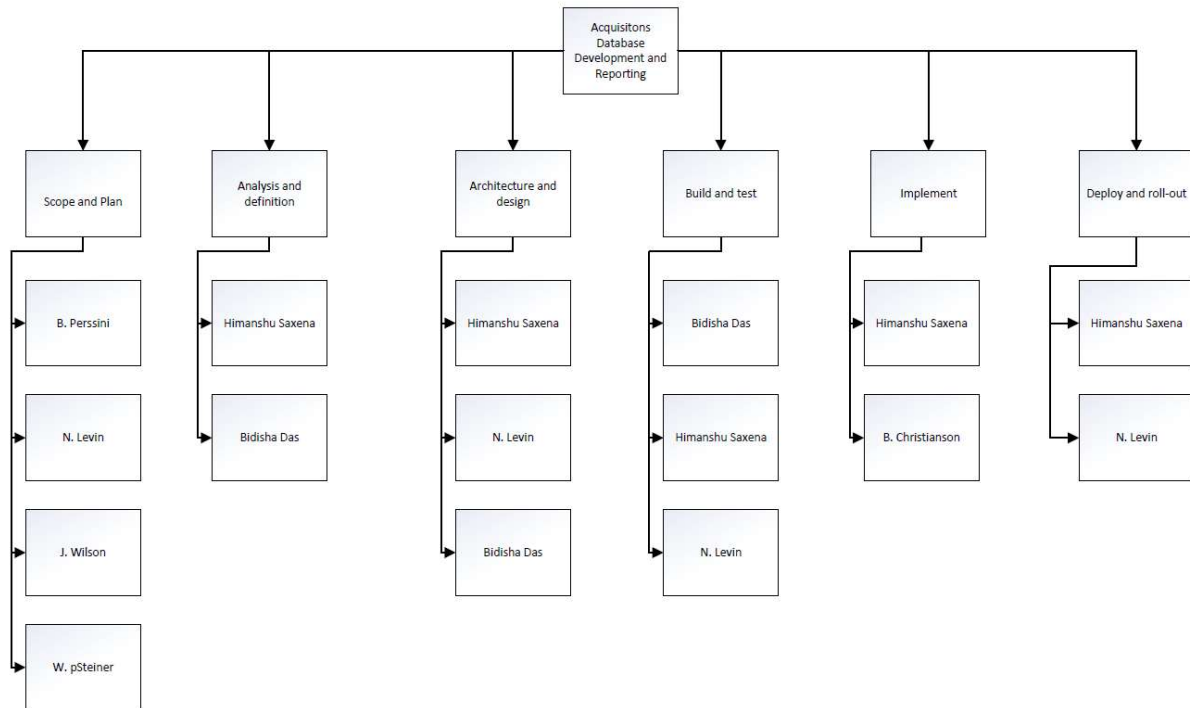 Acquisitons
Database
Development and
Reporting
Scope and Plan
Analysis and
definition
Architecture and
design
Build and test
Implement
Deploy and roll-out
B. Perssini
Himanshu Saxena
Himanshu Saxena
Bidisha Das
Himanshu Saxena
Himanshu Saxena
N. Levin
Bidisha Das
N. Levin
Himanshu Saxena
B. Christianson
N. Levin
J. Wilson
Bidisha Das
N. Levin
W. pSteiner